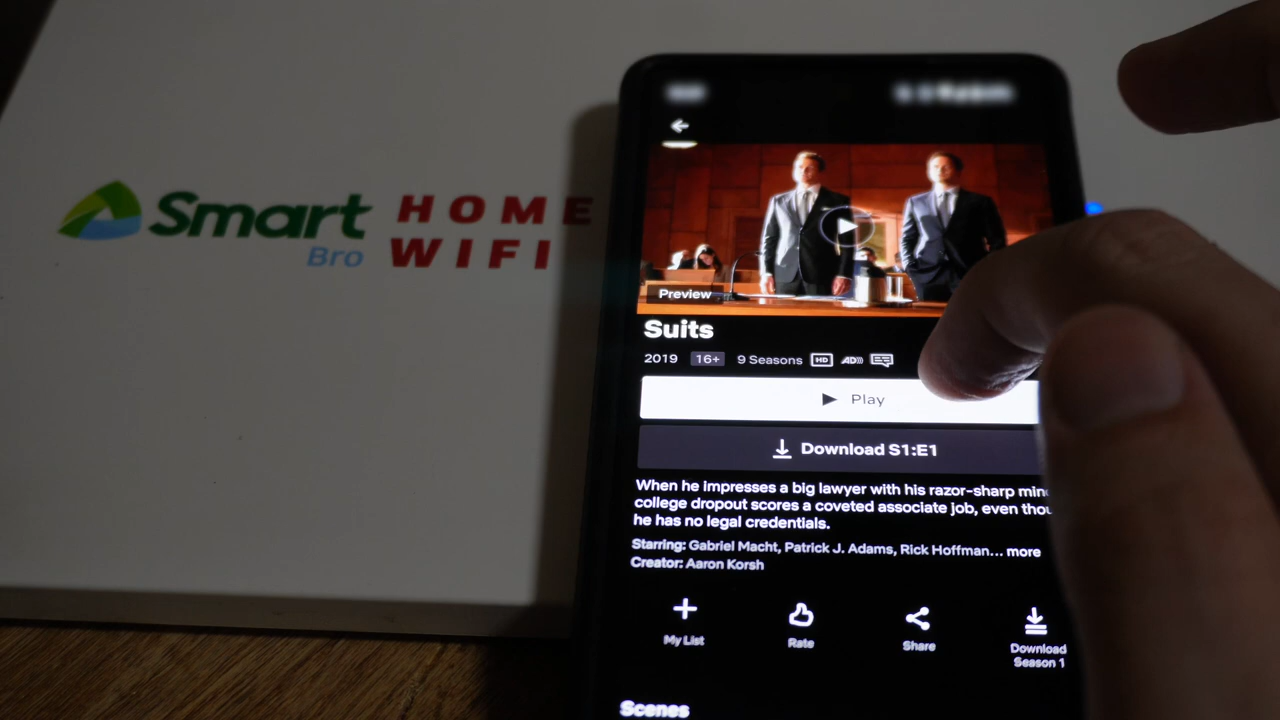 Smart
Bro
HOME
WIFI
Preview
Suits
2019 16+ 9 Seasons HD AD
Play
Download S1:E1
When he impresses a big lawyer with his razor-sharp
college dropout scores a coveted associate job, even
he has no legal credentials.
Starring: Gabriel Macht, Patrick J. Adams, Rick Hoffman... more
Creator: Aaron Korsh
My List Rate Share Download
Season 1
Scenes